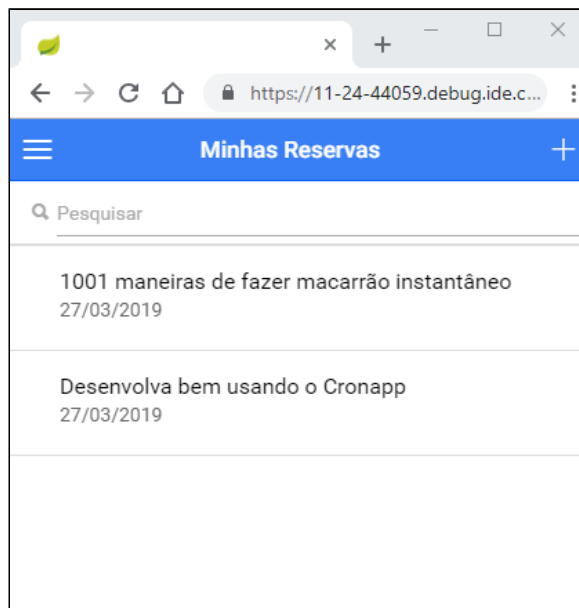 https://11-24-44059.debug.ide.c...
Minhas Reservas
Pesquisar
1001 maneiras de fazer macarrão instantâneo
27/03/2019
Desenvolva bem usando o Cronapp
27/03/2019